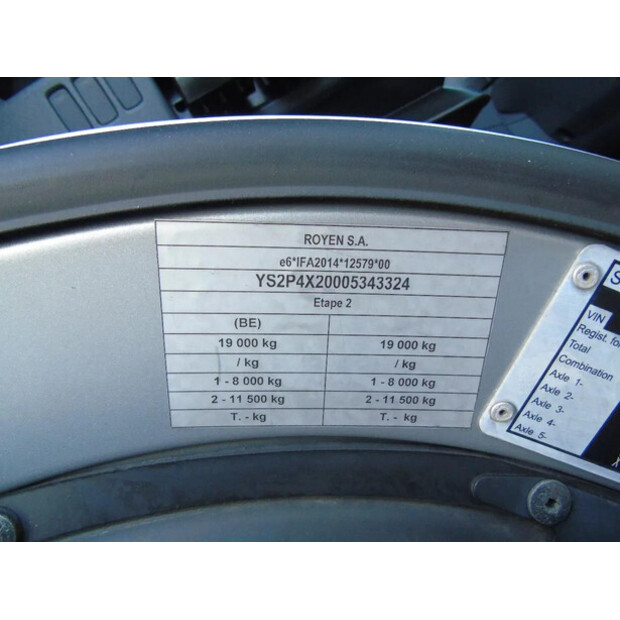 ROYEN S.A.
e6*IFA2014*12579*00
YS2P4X20005343324
Etape 2
(BE)
19 000 kg 19 000 kg
/ kg / kg
1 - 8 000 kg 1 - 8 000 kg
2 - 11 500 kg 2 - 11 500 kg
T. - kg T. - kg
S
VIN
Regist. for
Total
Combination
Axle 1-
Axle 2-
Axle 3-
Axle 4-
Axle 5-